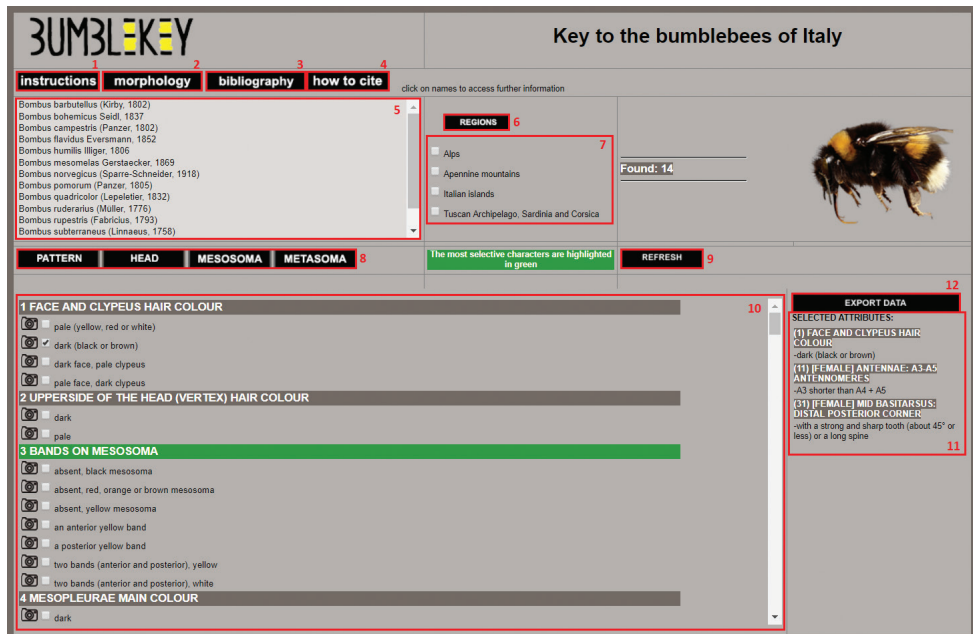 BUMBLEKEY
Key to the bumblebees of Italy
1
2
3
4
instructions
morphology
bibliography
how to cite
click on names to access further information
Bombus barbutellus (Kirby, 1802)
Bombus bohemicus Seidl, 1837
Bombus campestris (Panzer, 1802)
Bombus flavidus Eversmann, 1852
Bombus humilis Illiger, 1806
Bombus mesomelas Gerstaecker, 1869
Bombus norvegicus (Sparre-Schneider, 1918)
Bombus pomorum (Panzer, 1805)
Bombus quadricolor (Lepeletier, 1832)
Bombus ruderarius (Müller, 1776)
Bombus rupestris (Fabricius, 1793)
Bombus subterraneus (Linnaeus, 1758)
5
REGIONS
6
7
Alps
Apennine mountains
Italian islands
Tuscan Archipelago, Sardinia and Corsica
Found: 14
PATTERN
HEAD
MESOSOMA
METASOMA
8
The most selective characters are highlighted
in green
REFRESH
9
10
1 FACE AND CLYPEUS HAIR COLOUR
pale (yellow, red or white)
dark (black or brown)
dark face, pale clypeus
pale face, dark clypeus
2 UPPERSIDE OF THE HEAD (VERTEX) HAIR COLOUR
dark
pale
3 BANDS ON MESOSOMA
absent, black mesosoma
absent, red, orange or brown mesosoma
absent, yellow mesosoma
an anterior yellow band
a posterior yellow band
two bands (anterior and posterior), yellow
two bands (anterior and posterior), white
4 MESOPLEURAE MAIN COLOUR
dark
12
EXPORT DATA
SELECTED ATTRIBUTES:
(1) FACE AND CLYPEUS HAIR
COLOUR
-dark (black or brown)
(11) [FEMALE] ANTENNAE: A3-A5
ANTENNOMERES
-A3 shorter than A4 + A5
(31) [FEMALE] MID BASITARSUS:
DISTAL POSTERIOR CORNER
-with a strong and sharp tooth (about 45° or
less) or a long spine
11